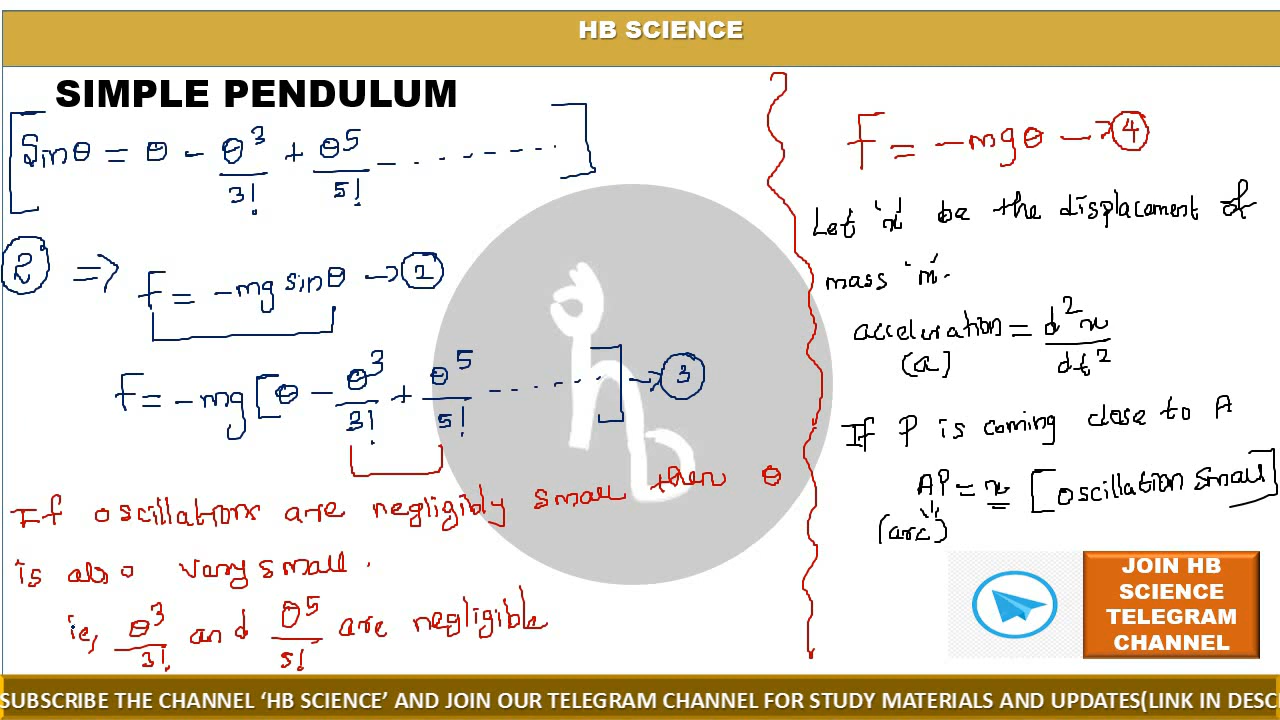 HB SCIENCE
SIMPLE PENDULUM
[Sinθ = θ - θ³/3! + θ⁵/5! - - - - - -]
② ⇒ F = -mg sinθ → ②
F = -mg [θ - θ³/3! + θ⁵/5! - - - - - -] → ③
If oscillations are negligibly small then θ
is also very small.
ie, θ³/3! and θ⁵/5! are negligible
F = -mgθ → ④
Let 'x' be the displacement of
mass 'm'.
acceleration = d²x/dt²
(a)
If P is coming close to A
AP = x [oscillation small]
(arc)
JOIN HB
SCIENCE
TELEGRAM
CHANNEL
SUBSCRIBE THE CHANNEL ‘HB SCIENCE’ AND JOIN OUR TELEGRAM CHANNEL FOR STUDY MATERIALS AND UPDATES(LINK IN DESC